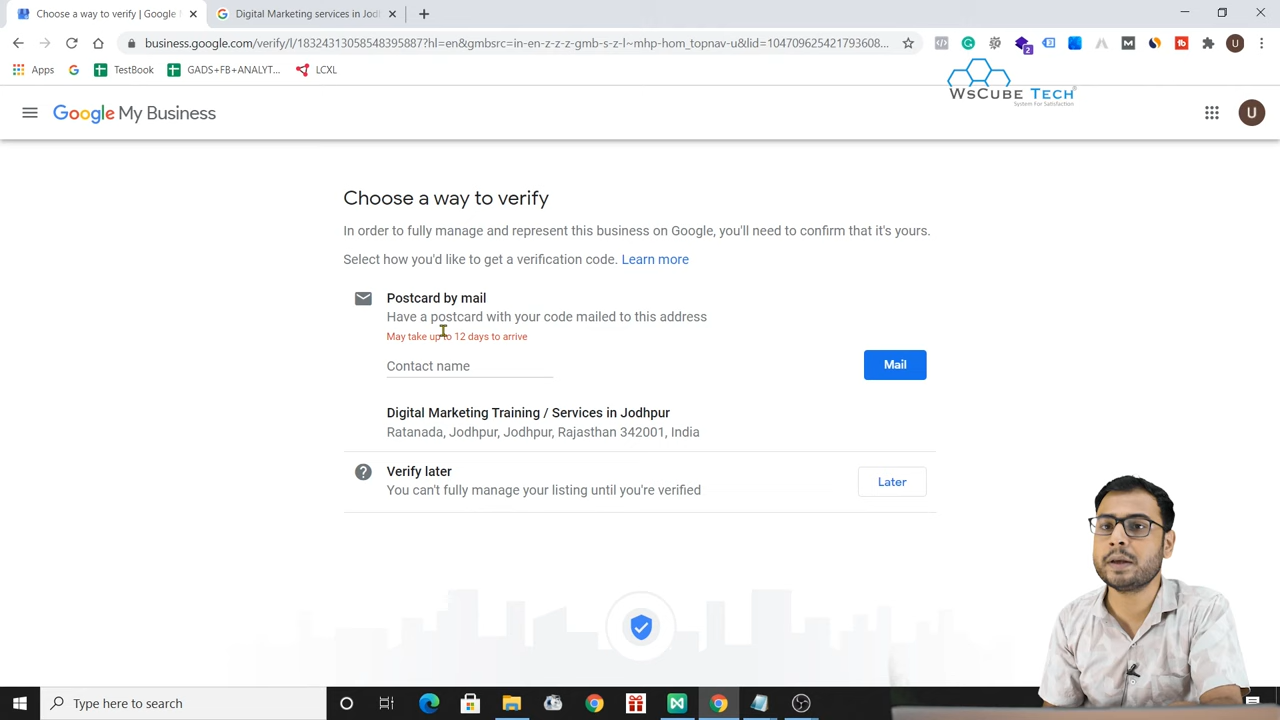 Choose a way to verify | Google
Digital Marketing services in Jodl
business.google.com/verify/l/18324131058548395887?hl=en&gmbsrc=in-en-z-z-z-gmb-s-z-l~mhp-hom_topnav-u&lid=104709625421793608...
Apps
TestBook
GADS+FB+ANALYT...
LCXL
WsCube Tech
System For Satisfaction
Google My Business
U
Choose a way to verify
In order to fully manage and represent this business on Google, you'll need to confirm that it's yours.
Select how you'd like to get a verification code. Learn more
Postcard by mail
Have a postcard with your code mailed to this address
May take up to 12 days to arrive
Contact name
Mail
Digital Marketing Training / Services in Jodhpur
Ratanada, Jodhpur, Jodhpur, Rajasthan 342001, India
Verify later
You can't fully manage your listing until you're verified
Later
Type here to search